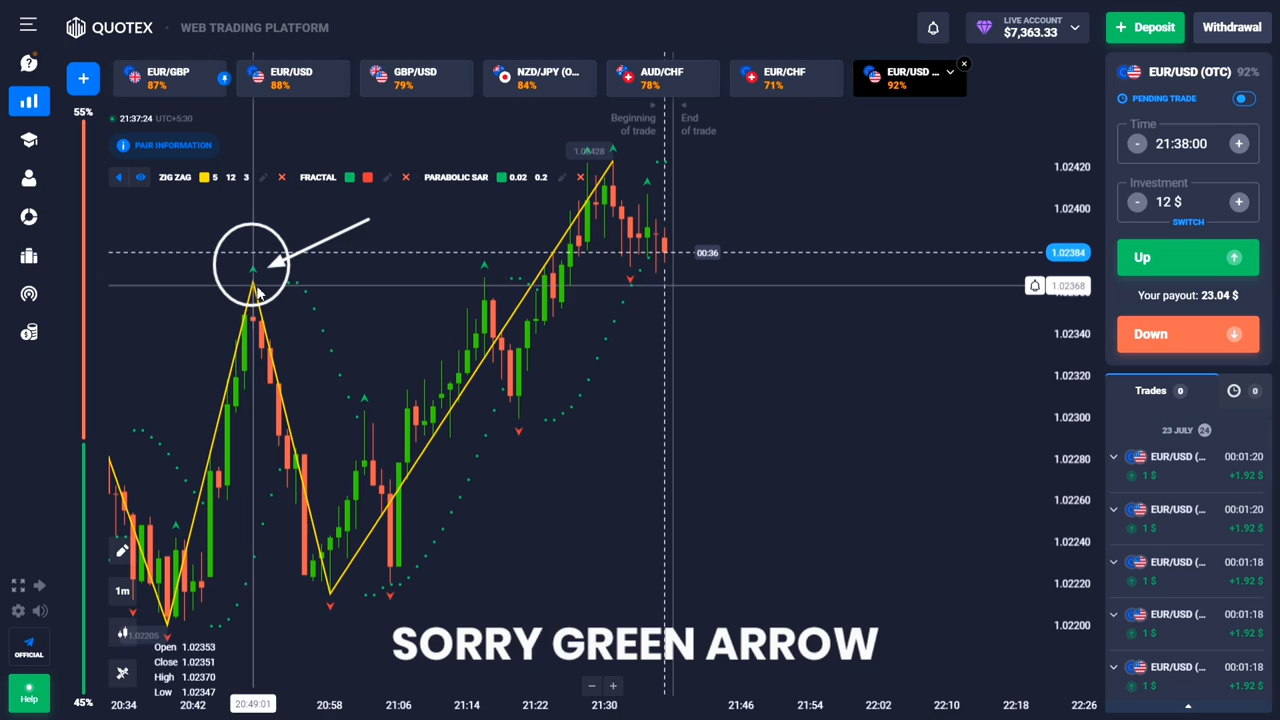 QUOTEX
WEB TRADING PLATFORM
LIVE ACCOUNT
$7,363.33
Deposit
Withdrawal
EUR/GBP
87%
EUR/USD
88%
GBP/USD
79%
NZD/JPY (O...
84%
AUD/CHF
78%
EUR/CHF
71%
EUR/USD ...
92%
55%
21:37:24 UTC+5:30
Beginning
of trade
End
of trade
PAIR INFORMATION
ZIG ZAG 5 12 3
FRACTAL
PARABOLIC SAR 0.02 0.2
00:36
1.02420
1.02400
1.02384
1.02368
1.02340
1.02320
1.02300
1.02280
1.02260
1.02240
1.02220
1.02200
EUR/USD (OTC) 92%
PENDING TRADE
Time
- 21:38:00 +
Investment
- 12 $ +
SWITCH
Up
Your payout: 23.04 $
Down
Trades 0
0
23 JULY 24
EUR/USD (... 00:01:20
1 $ +1.92 $
EUR/USD (... 00:01:20
1 $ +1.92 $
EUR/USD (... 00:01:18
1 $ +1.92 $
EUR/USD (... 00:01:18
1 $ +1.92 $
EUR/USD (... 00:01:18
1 $ +1.92 $
1m
1.02205
Open 1.02353
Close 1.02351
High 1.02370
Low 1.02347
SORRY GREEN ARROW
OFFICIAL
Help
45%
20:34
20:42
20:49:01
20:58
21:06
21:14
21:22
21:30
21:46
21:54
22:02
22:10
22:18
22:26